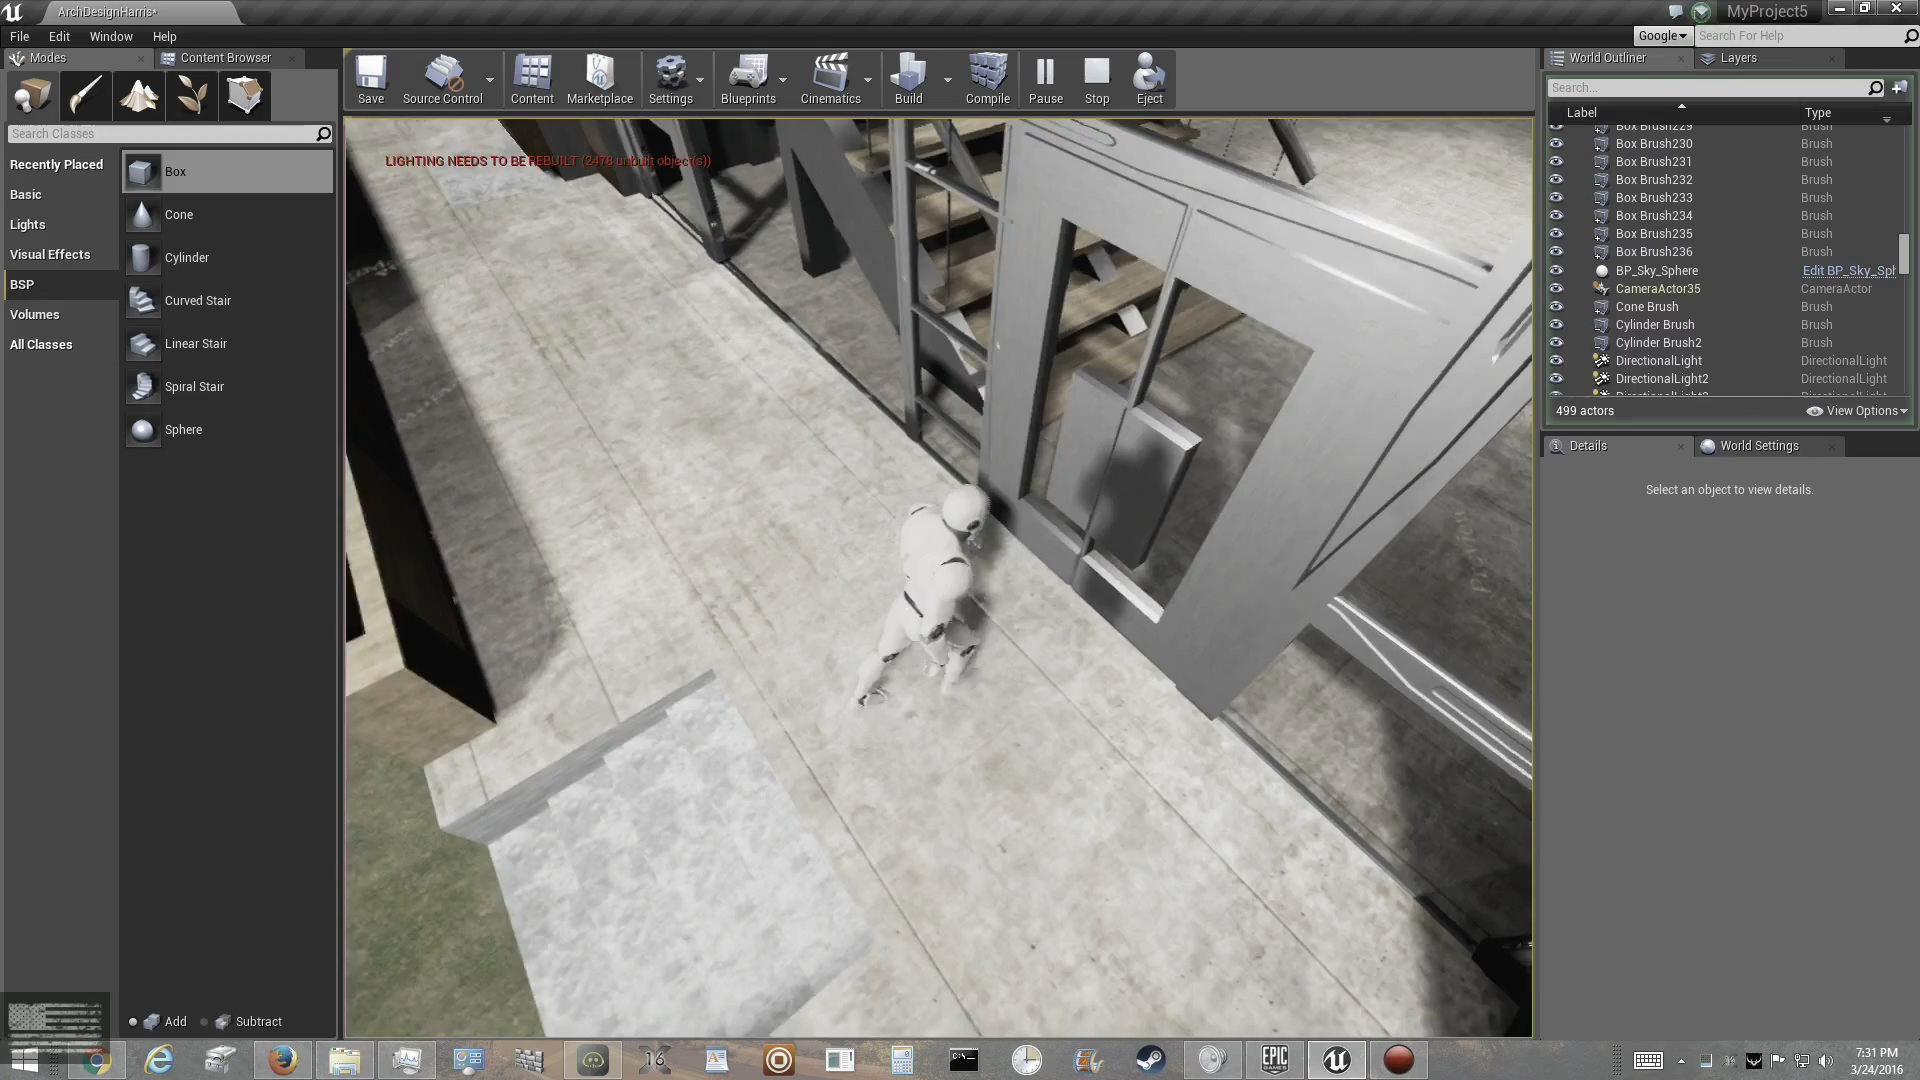 ArchDesignHarris*
MyProject5
File Edit Window Help
Google
Search For Help
Modes
Content Browser
Save
Source Control
Content
Marketplace
Settings
Blueprints
Cinematics
Build
Compile
Pause
Stop
Eject
World Outliner
Layers
Search Classes
Search...
Label Type
Recently Placed
Basic
Lights
Visual Effects
BSP
Volumes
All Classes
Box
Cone
Cylinder
Curved Stair
Linear Stair
Spiral Stair
Sphere
LIGHTING NEEDS TO BE REBUILT (2478 unbuilt object(s))
Box Brush229 Brush
Box Brush230 Brush
Box Brush231 Brush
Box Brush232 Brush
Box Brush233 Brush
Box Brush234 Brush
Box Brush235 Brush
Box Brush236 Brush
BP_Sky_Sphere Edit BP_Sky_Sph
CameraActor35 CameraActor
Cone Brush Brush
Cylinder Brush Brush
Cylinder Brush2 Brush
DirectionalLight DirectionalLight
DirectionalLight2 DirectionalLight
499 actors
View Options
Details
World Settings
Select an object to view details.
Add
Subtract
16
EPIC
GAMES
7:31 PM
3/24/2016